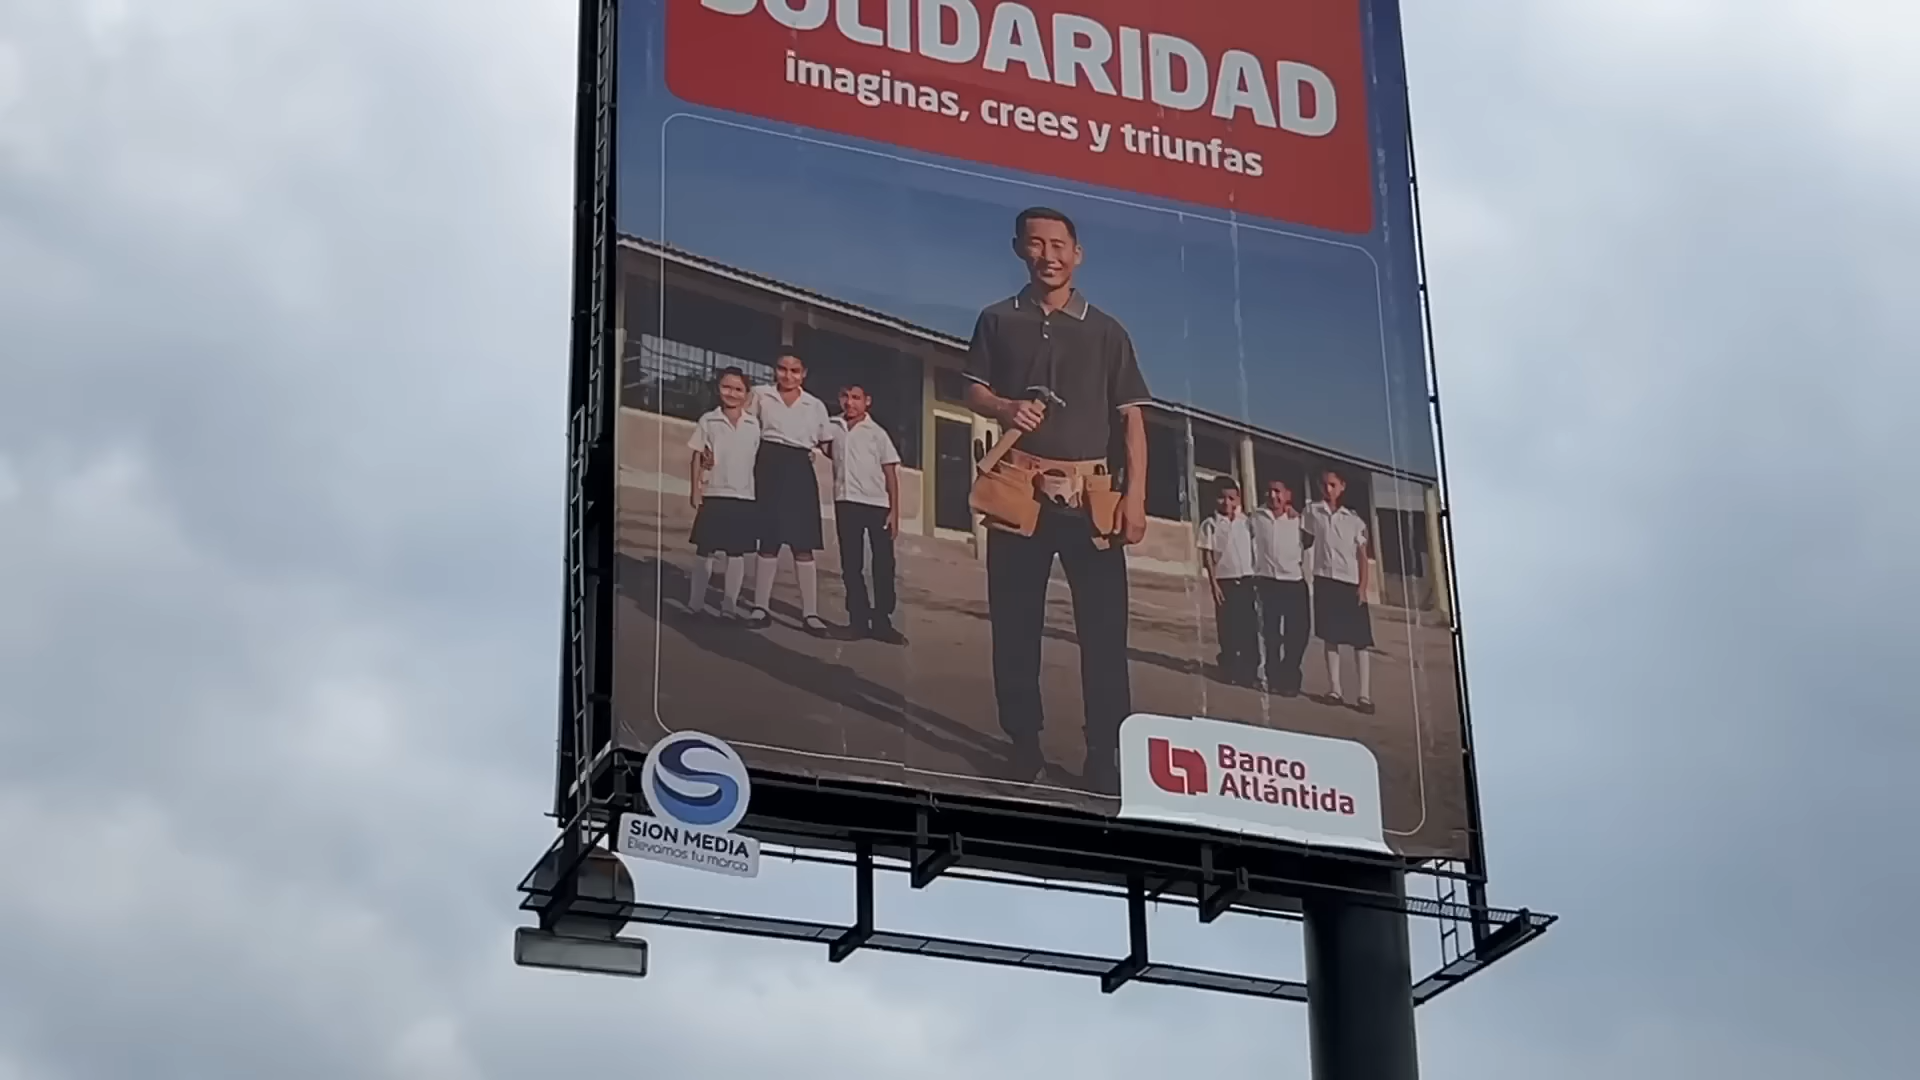 SOLIDARIDAD
imaginas, crees y triunfas
Banco
Atlántida
SION MEDIA
Elevamos tu marca